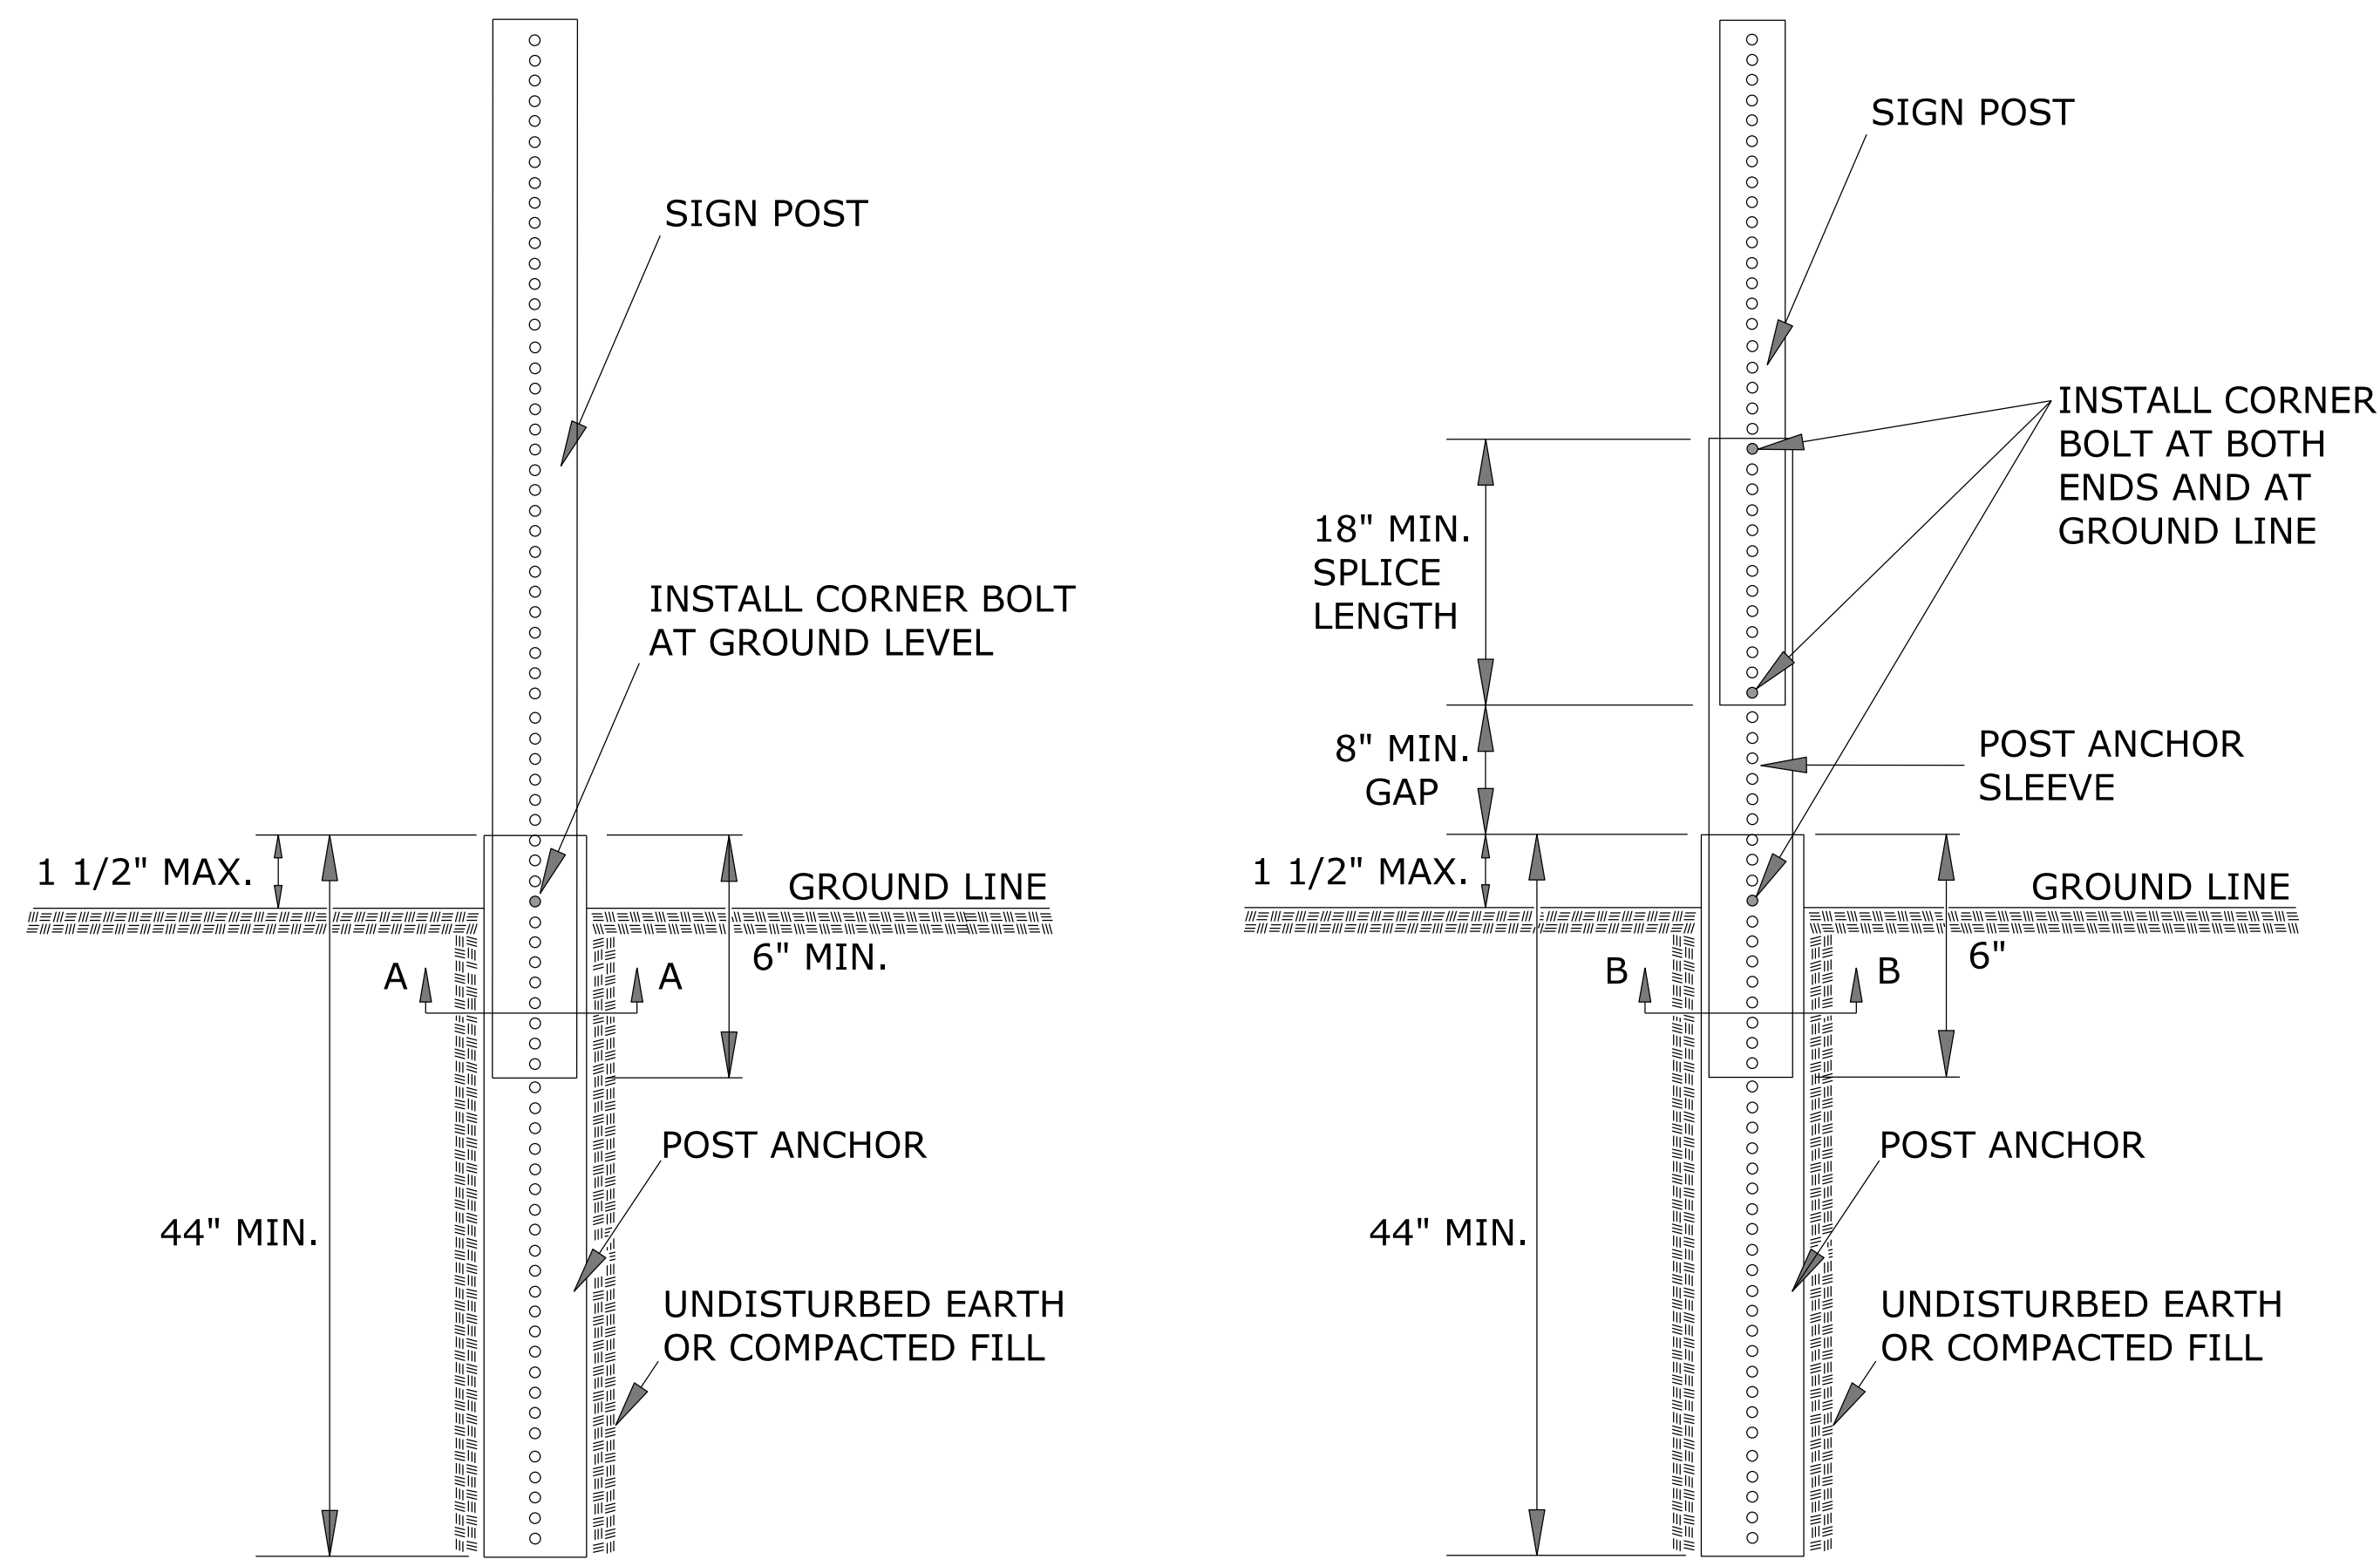 SIGN POST
INSTALL CORNER BOLT
AT GROUND LEVEL
1 1/2" MAX.
GROUND LINE
6" MIN.
A
A
POST ANCHOR
44" MIN.
UNDISTURBED EARTH
OR COMPACTED FILL
SIGN POST
INSTALL CORNER
BOLT AT BOTH
ENDS AND AT
GROUND LINE
18" MIN.
SPLICE
LENGTH
8" MIN.
GAP
POST ANCHOR
SLEEVE
1 1/2" MAX.
GROUND LINE
6"
B
B
POST ANCHOR
44" MIN.
UNDISTURBED EARTH
OR COMPACTED FILL